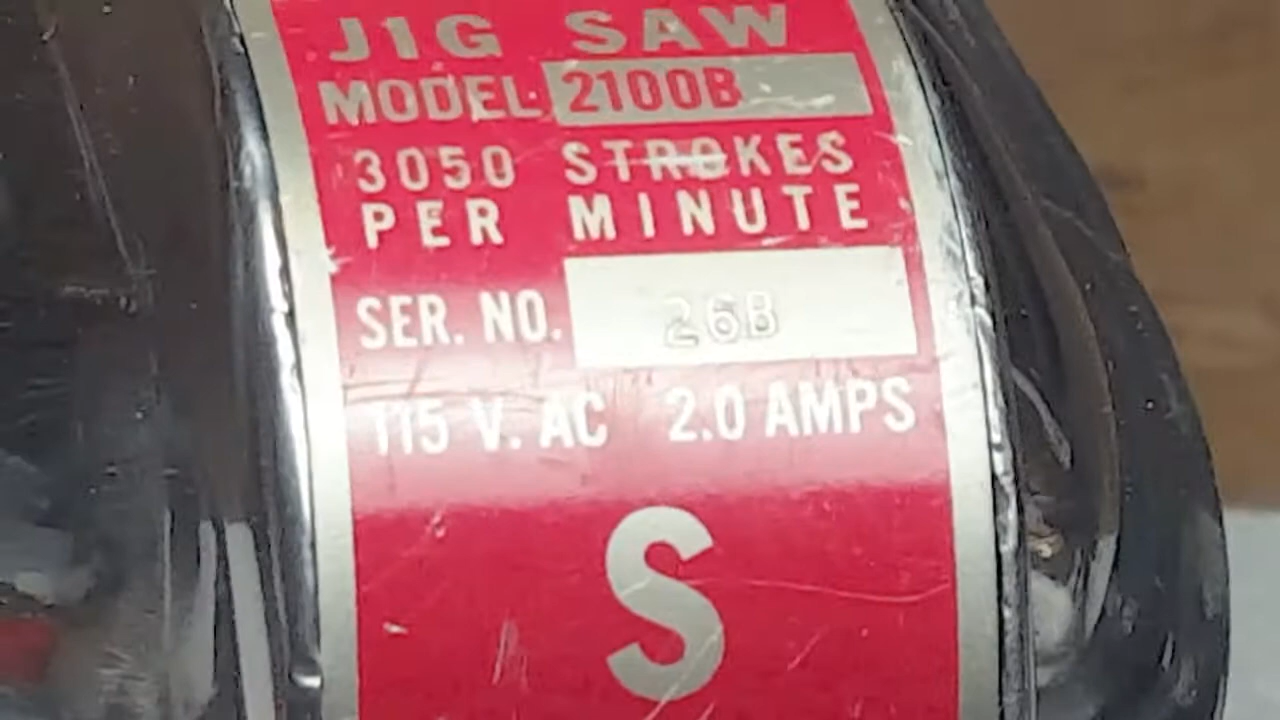 JIG SAW
MODEL 2100B
3050 STROKES
PER MINUTE
SER. NO. 26B
115 V. AC 2.0 AMPS
S